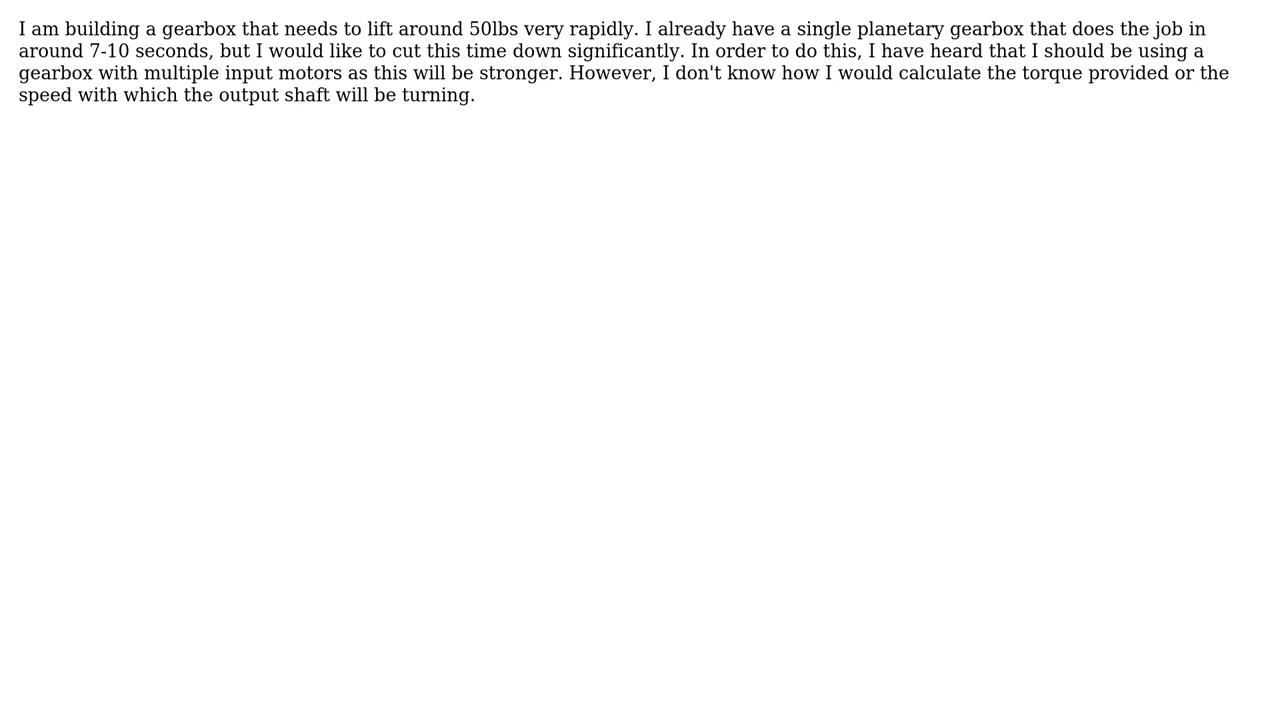 I am building a gearbox that needs to lift around 50lbs very rapidly. I already have a single planetary gearbox that does the job in
around 7-10 seconds, but I would like to cut this time down significantly. In order to do this, I have heard that I should be using a
gearbox with multiple input motors as this will be stronger. However, I don't know how I would calculate the torque provided or the
speed with which the output shaft will be turning.